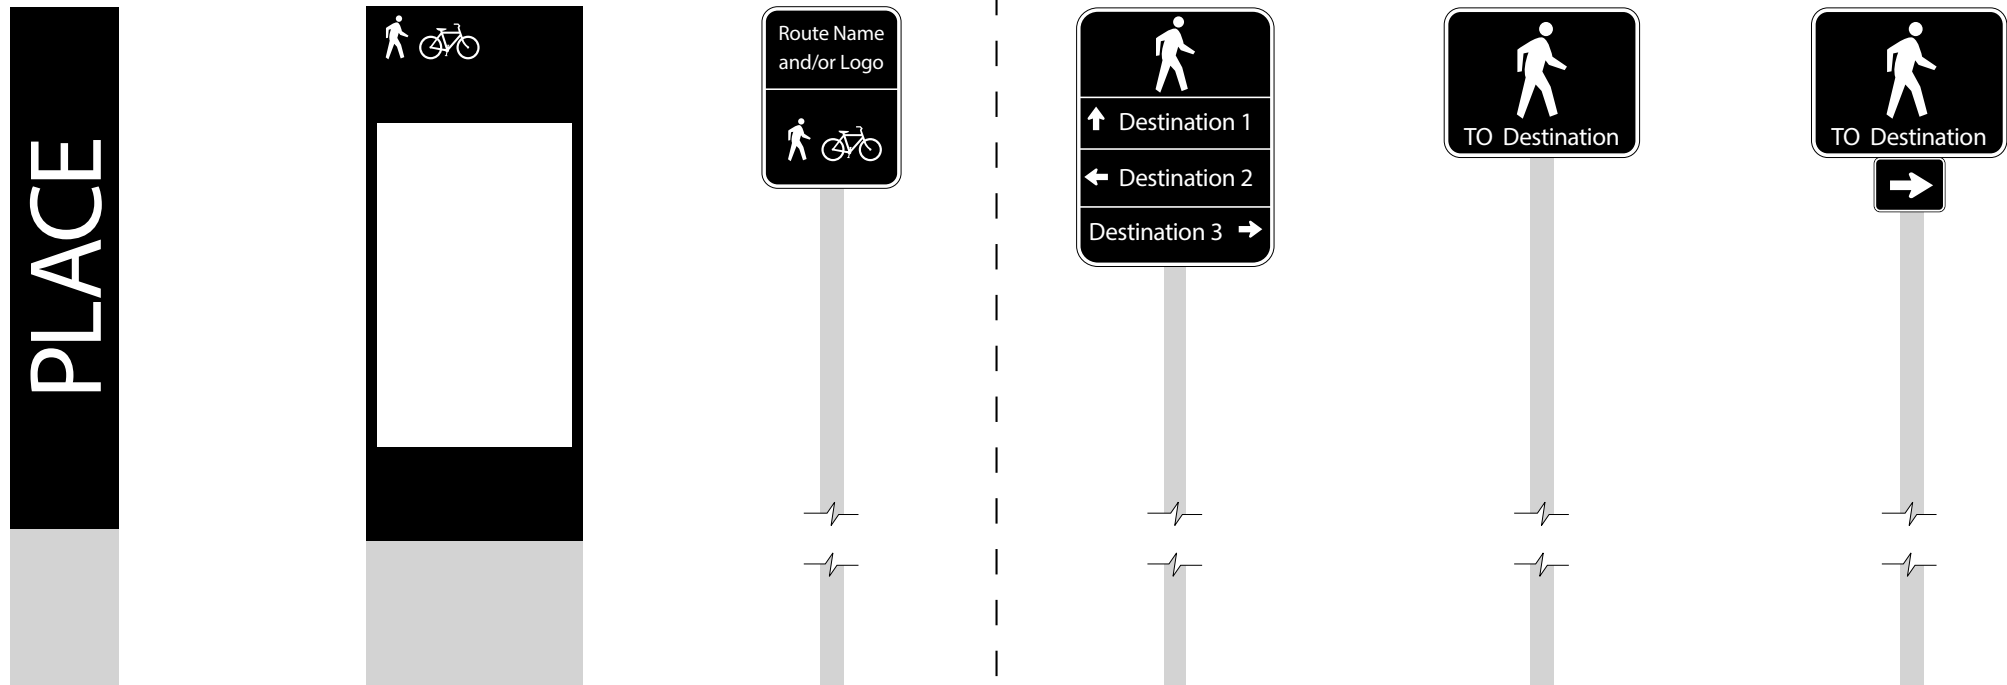 PLACE
Route Name
and/or Logo
Destination 1
Destination 2
Destination 3
TO Destination
TO Destination